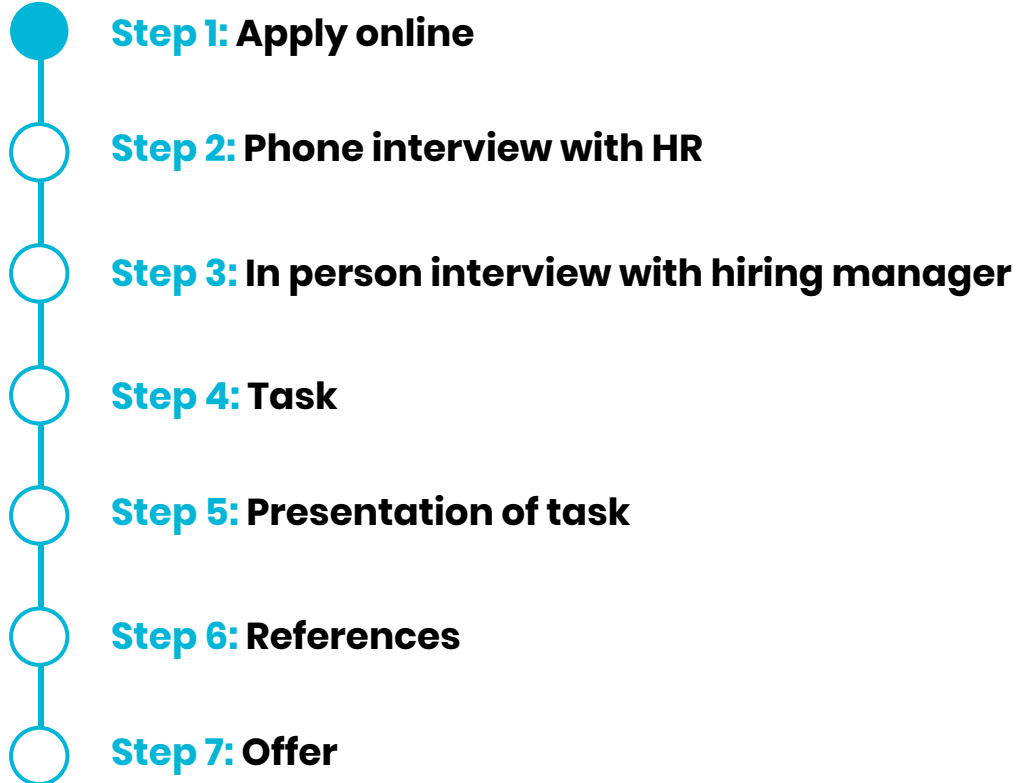 Step 1: Apply online
Step 2: Phone interview with HR
Step 3: In person interview with hiring manager
Step 4: Task
Step 5: Presentation of task
Step 6: References
Step 7: Offer